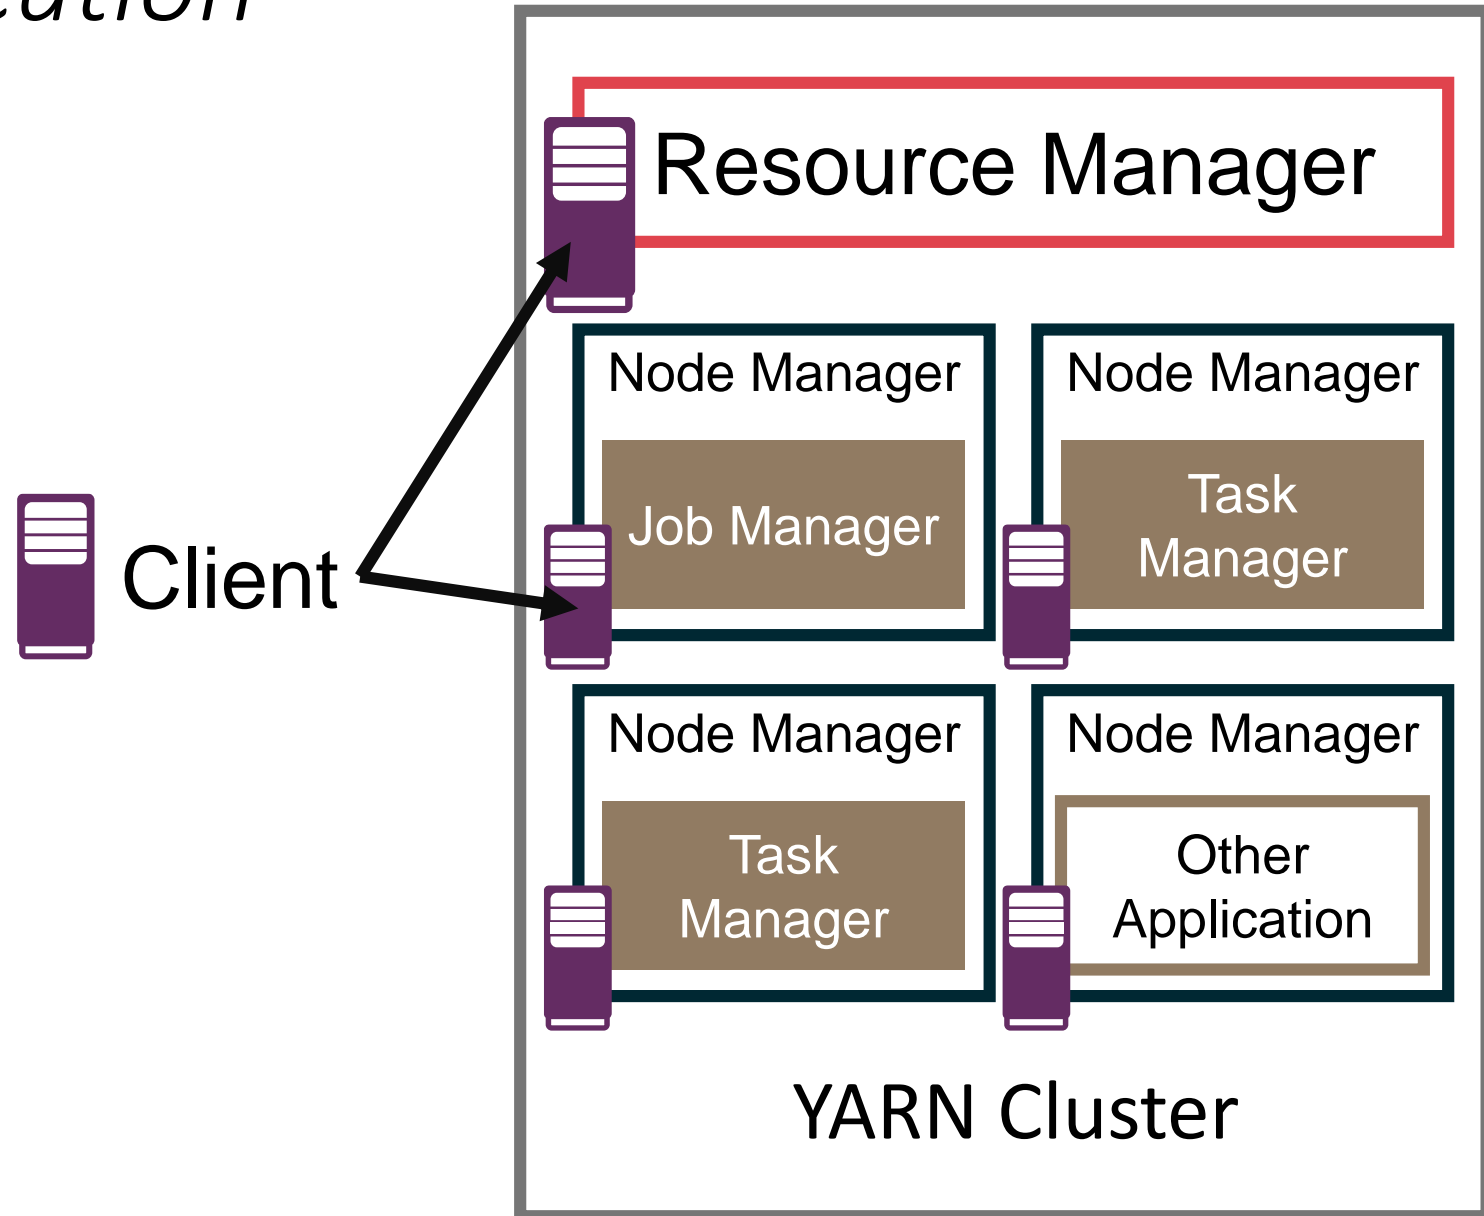 Resource Manager
Node Manager
Node Manager
Job Manager
Task
Manager
Client
Node Manager
Node Manager
Task
Manager
Other
Application
YARN Cluster